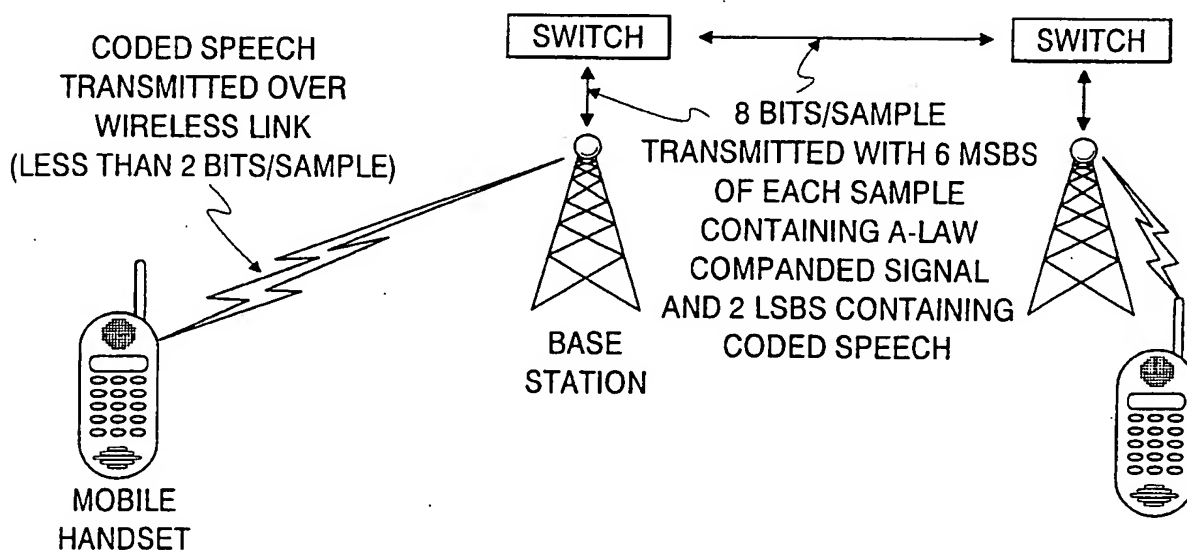 CODED SPEECH
TRANSMITTED OVER
WIRELESS LINK
(LESS THAN 2 BITS/SAMPLE)
SWITCH
SWITCH
8 BITS/SAMPLE
TRANSMITTED WITH 6 MSBS
OF EACH SAMPLE
CONTAINING A-LAW
COMPANDED SIGNAL
AND 2 LSBS CONTAINING
CODED SPEECH
BASE
STATION
MOBILE
HANDSET